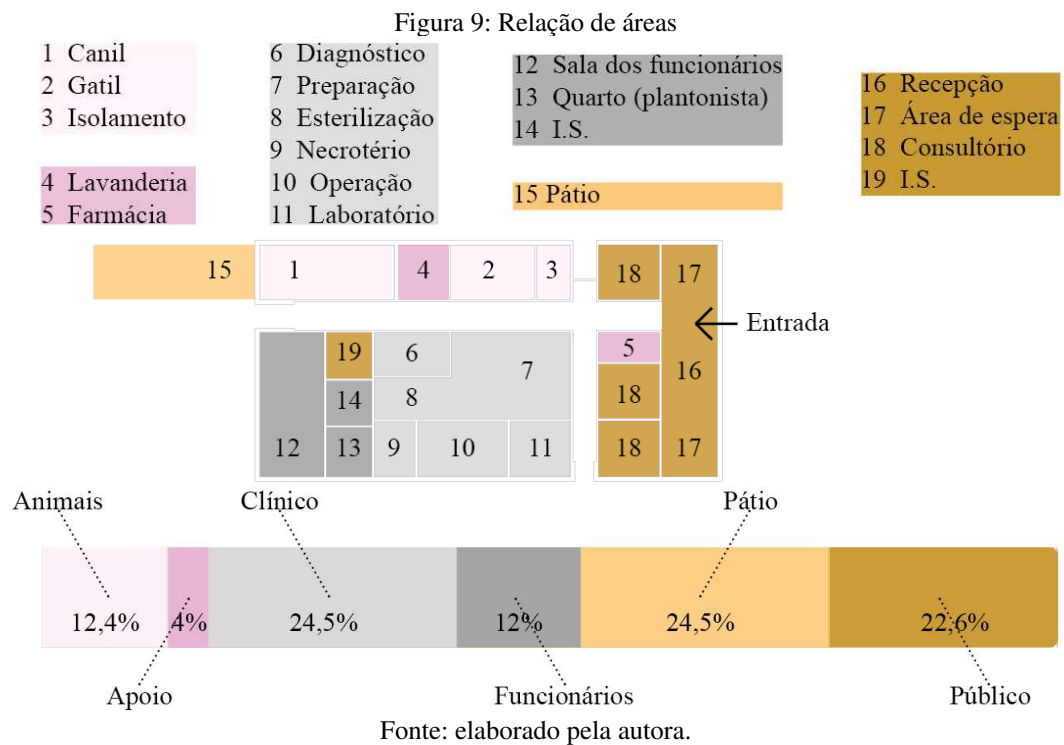 Figura 9: Relação de áreas
1 Canil
2 Gatil
3 Isolamento
4 Lavanderia
5 Farmácia
6 Diagnóstico
7 Preparação
8 Esterilização
9 Necrotério
10 Operação
11 Laboratório
12 Sala dos funcionários
13 Quarto (plantonista)
14 I.S.
15 Pátio
16 Recepção
17 Área de espera
18 Consultório
19 I.S.
15 1 4 2 3 18 17
Entrada
19 6 7 5 16
14 8 18
12 13 9 10 11 18 17
Animais Clínico Pátio
12,4% 4% 24,5% 12% 24,5% 22,6%
Apoio Funcionários Público
Fonte: elaborado pela autora.